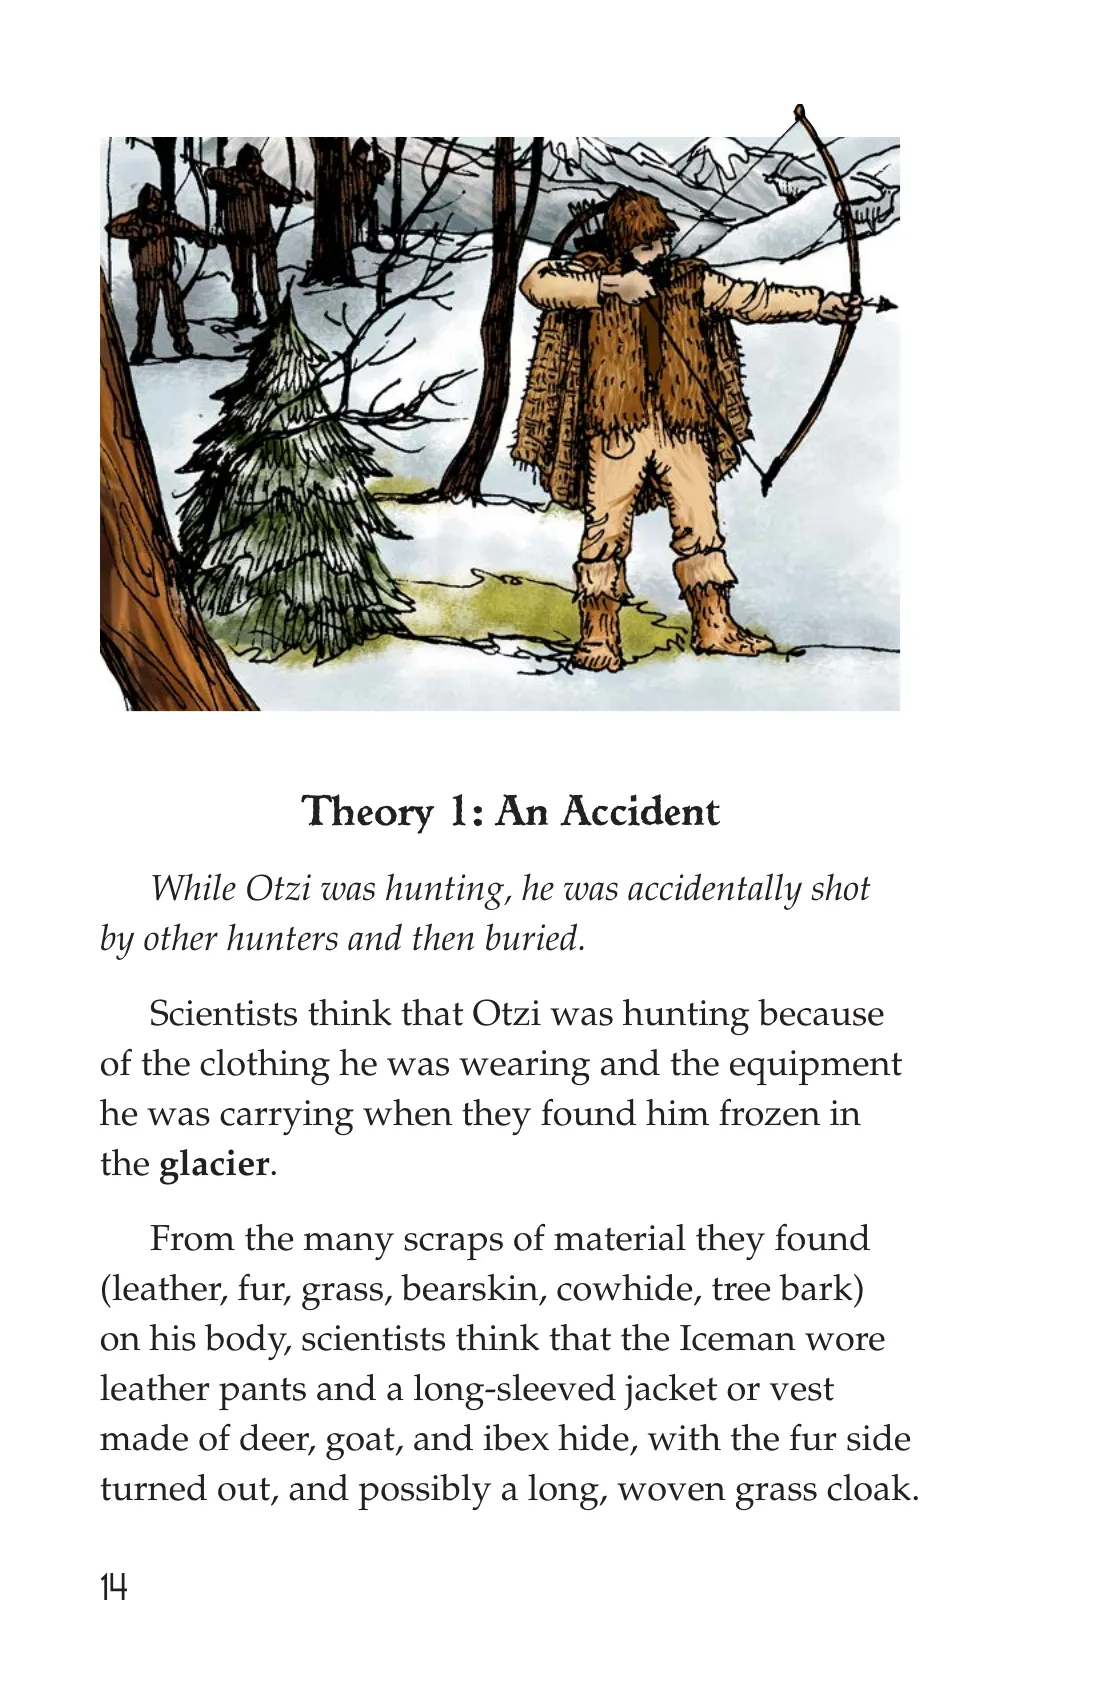 Theory 1: An Accident
While Otzi was hunting, he was accidentally shot
by other hunters and then buried.
Scientists think that Otzi was hunting because
of the clothing he was wearing and the equipment
he was carrying when they found him frozen in
the glacier.
From the many scraps of material they found
(leather, fur, grass, bearskin, cowhide, tree bark)
on his body, scientists think that the Iceman wore
leather pants and a long-sleeved jacket or vest
made of deer, goat, and ibex hide, with the fur side
turned out, and possibly a long, woven grass cloak.
14